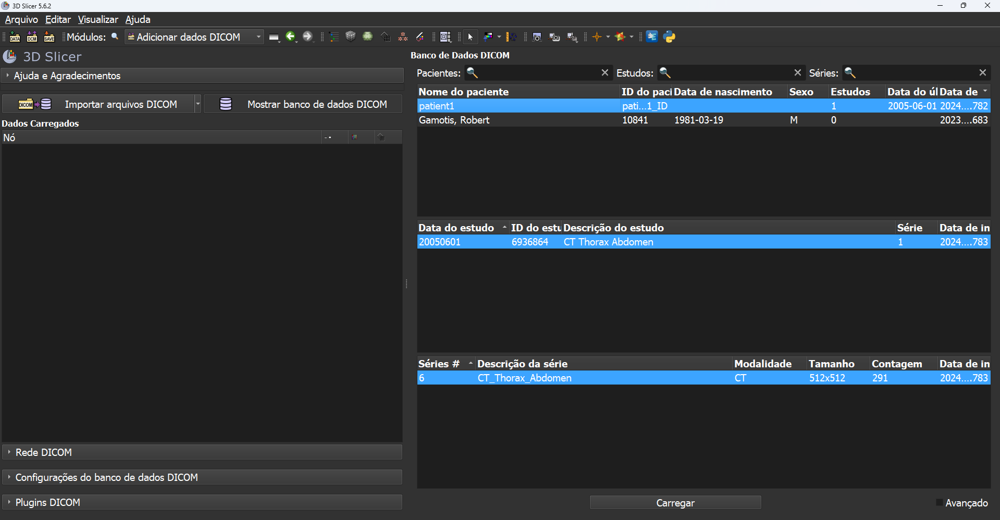 3D Slicer 5.6.2
Arquivo Editar Visualizar Ajuda
DATA DCM SAVE Módulos: Adicionar dados DICOM
3D Slicer
Ajuda e Agradecimentos
DICOM Importar arquivos DICOM Mostrar banco de dados DICOM
Dados Carregados
Nó
Rede DICOM
Configurações do banco de dados DICOM
Plugins DICOM
Banco de Dados DICOM
Pacientes: Estudos: Séries:
Nome do paciente ID do paci Data de nascimento Sexo Estudos Data do úl Data de
patient1 pati...1_ID 1 2005-06-01 2024....782
Gamotis, Robert 10841 1981-03-19 M 0 2023....683
Data do estudo ID do estu Descrição do estudo Série Data de in
20050601 6936864 CT Thorax Abdomen 1 2024....783
Séries # Descrição da série Modalidade Tamanho Contagem Data de in
6 CT_Thorax_Abdomen CT 512x512 291 2024....783
Carregar Avançado